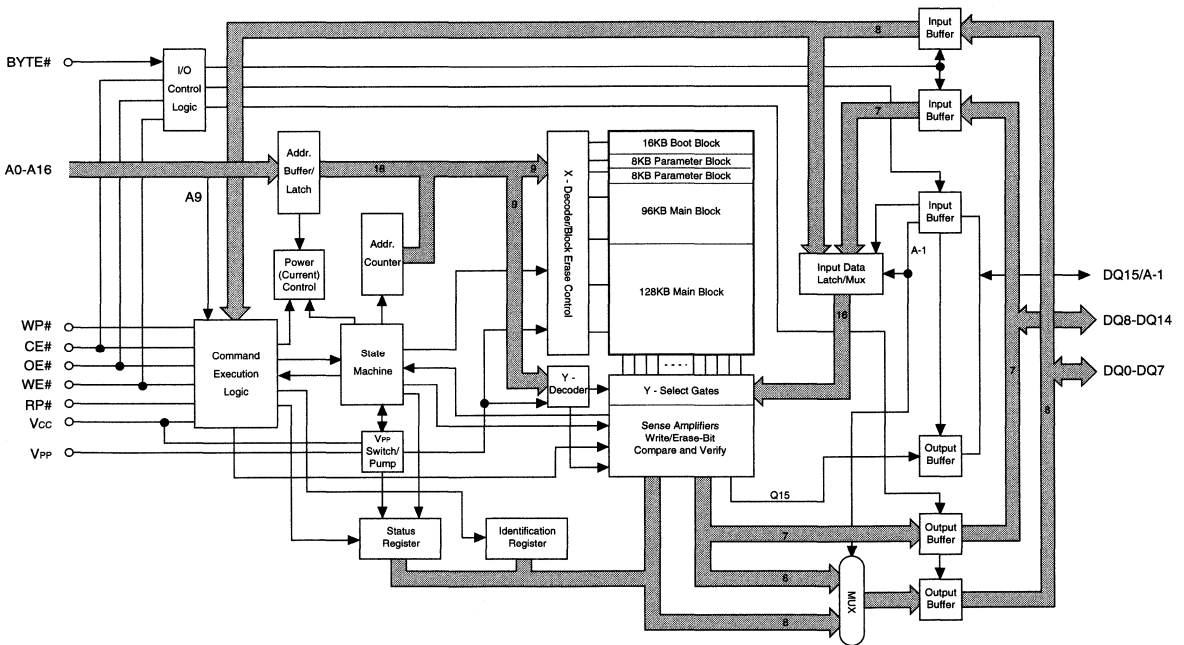 BYTE#
I/O
Control
Logic
8
Input
Buffer
7
Input
Buffer
A0-A16
A9
Addr.
Buffer/
Latch
18
9
9
X - Decoder/Block Erase Control
16KB Boot Block
8KB Parameter Block
8KB Parameter Block
96KB Main Block
128KB Main Block
Input
Buffer
A-1
Addr.
Counter
Power
(Current)
Control
Input Data
Latch/Mux
16
DQ15/A-1
DQ8-DQ14
DQ0-DQ7
7
8
WP#
CE#
OE#
WE#
RP#
VCC
VPP
Command
Execution
Logic
State
Machine
Y -
Decoder
Y - Select Gates
Sense Amplifiers
Write/Erase-Bit
Compare and Verify
VPP
Switch/
Pump
Output
Buffer
Q15
Status
Register
Identification
Register
7
Output
Buffer
8
8
MUX
Output
Buffer